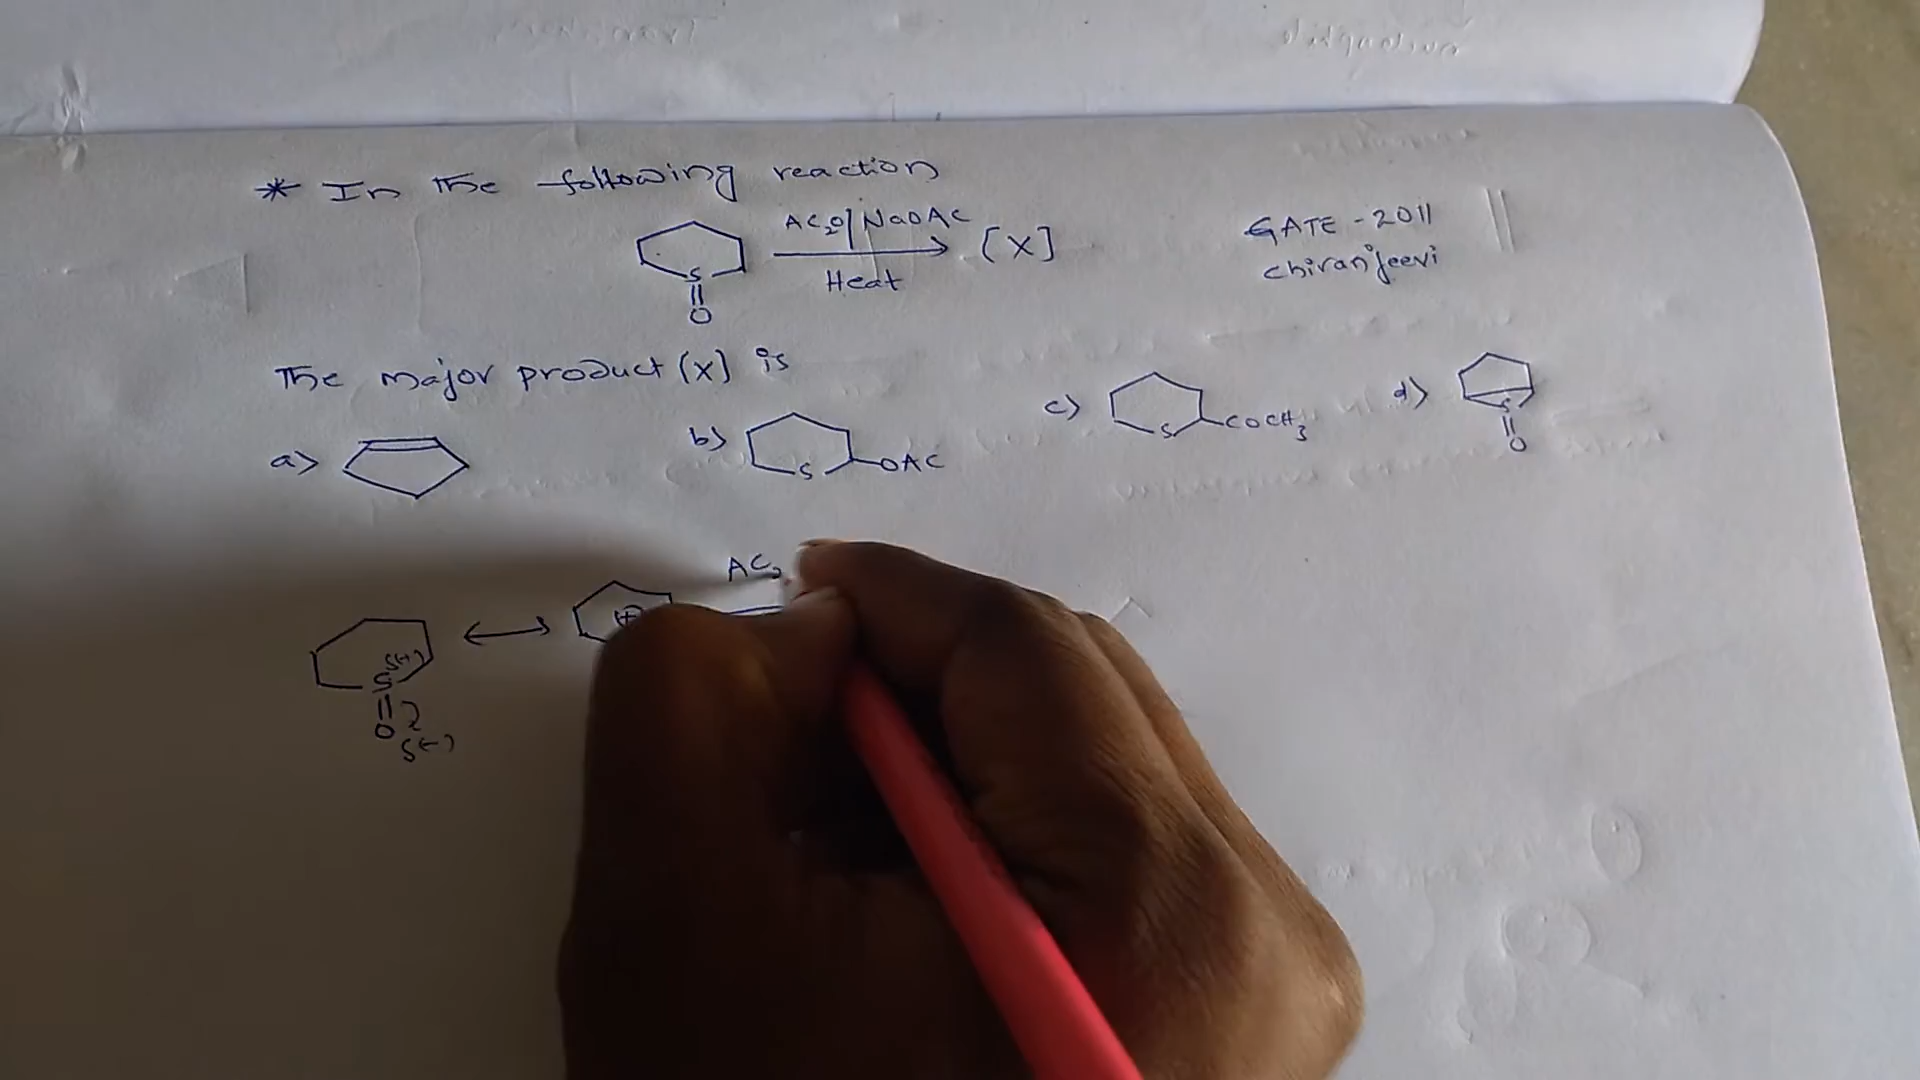 * In The following reaction
Ac₂O/NaOAc
[X]
Heat
S
O
GATE - 2011
chiranjeevi
The major product [X] is
a)
b) S OAC
c) S COCH₃
d) S O
AC₂
(+)
S(+)
S
O
S(-)